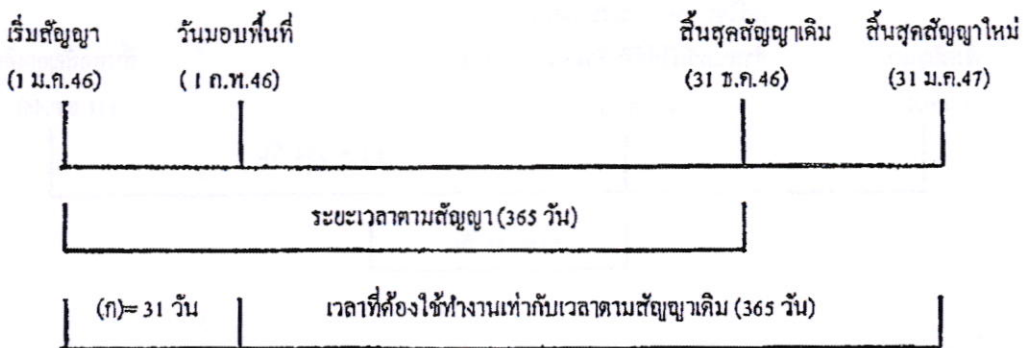 เริ่มสัญญา วันมอบพื้นที่ สิ้นสุดสัญญาเดิม สิ้นสุดสัญญาใหม่
(1 ม.ค.46) ( 1 ก.พ.46) (31 ธ.ค.46) (31 ม.ค.47)
ระยะเวลาตามสัญญา (365 วัน)
(ก)= 31 วัน เวลาที่ต้องใช้ทำงานเท่ากับเวลาตามสัญญาเดิม (365 วัน)